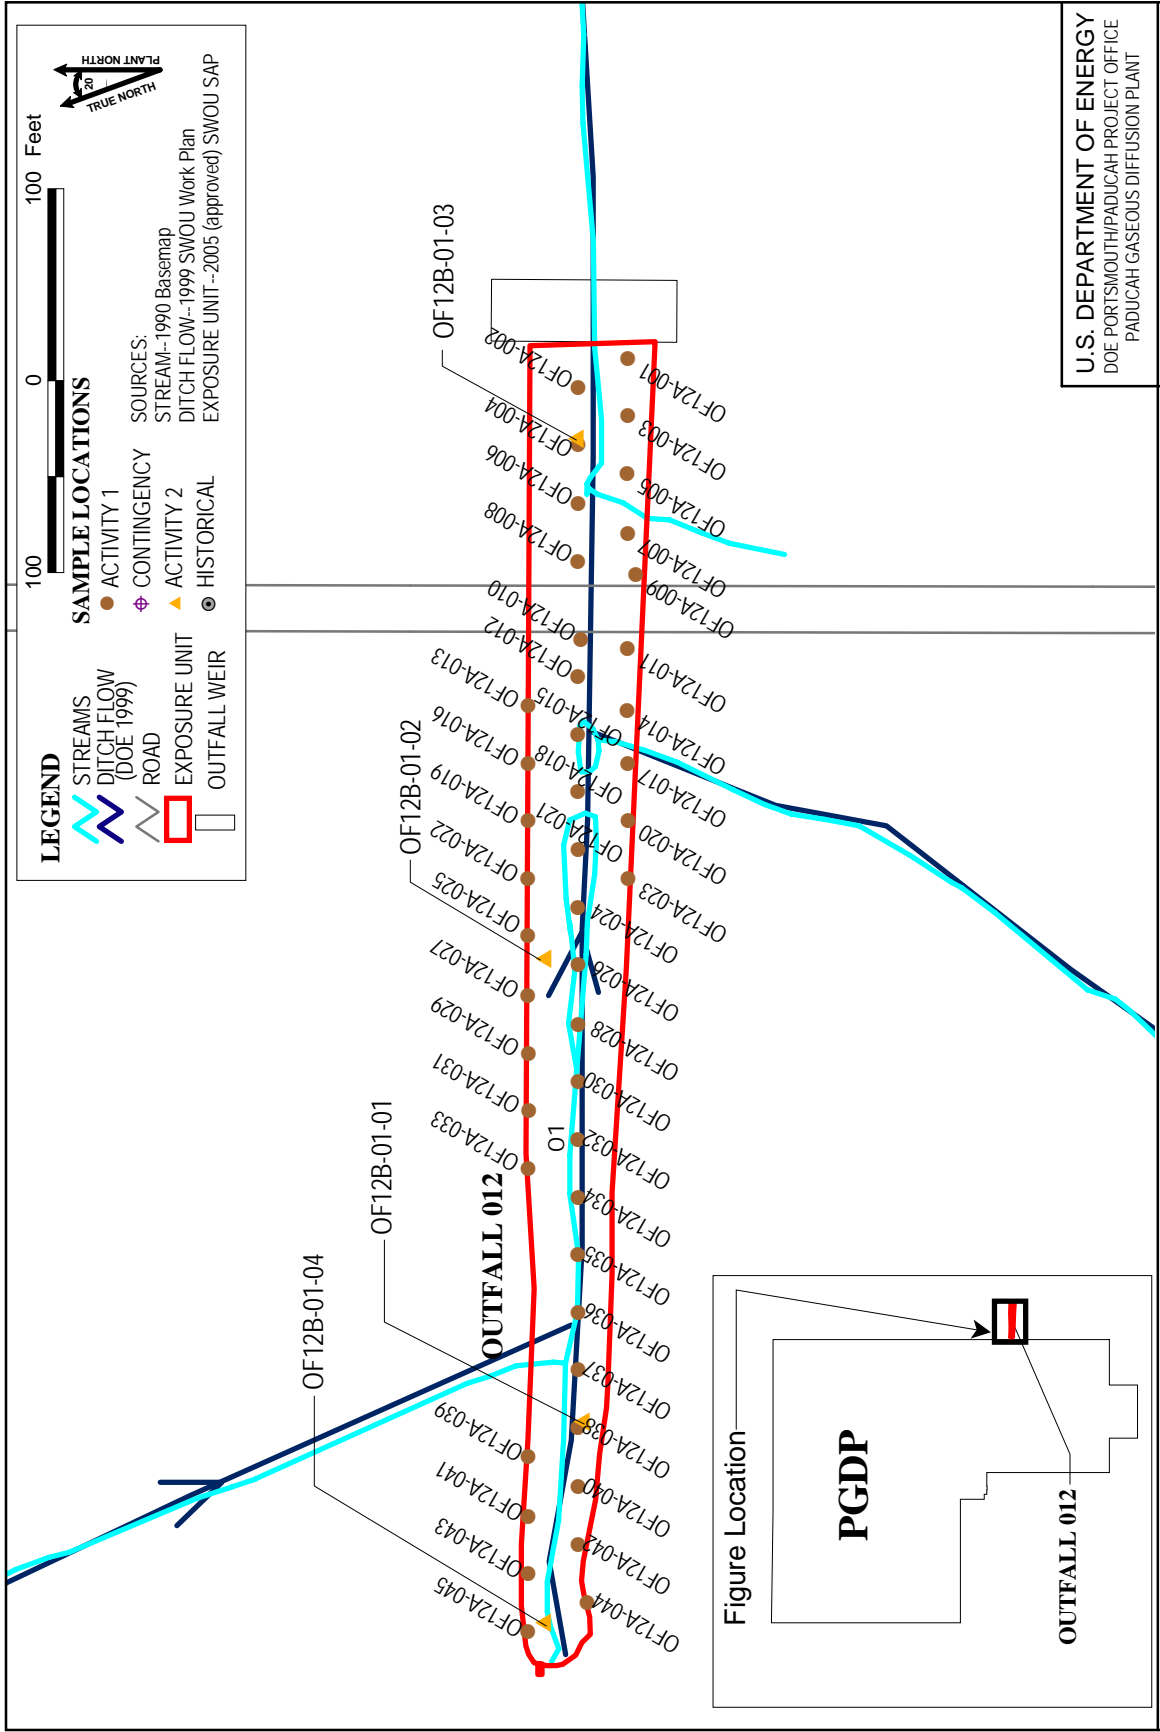 LEGEND
STREAMS
DITCH FLOW
(DOE 1999)
ROAD
EXPOSURE UNIT
OUTFALL WEIR
SAMPLE LOCATIONS
ACTIVITY 1
CONTINGENCY
ACTIVITY 2
HISTORICAL
100 0 100 Feet
SOURCES:
STREAM--1990 Basemap
DITCH FLOW--1999 SWOU Work Plan
EXPOSURE UNIT--2005 (approved) SWOU SAP
TRUE NORTH
20
PLANT NORTH
OF12B-01-04
OF12B-01-01
OF12B-01-02
OF12B-01-03
OUTFALL 012
01
OF12A-045
OF12A-043
OF12A-041
OF12A-039
OF12A-033
OF12A-031
OF12A-029
OF12A-027
OF12A-025
OF12A-022
OF12A-019
OF12A-016
OF12A-013
OF12A-012
OF12A-010
OF12A-008
OF12A-006
OF12A-004
OF12A-002
OF12A-015
OF12A-018
OF12A-021
OF12A-044
OF12A-042
OF12A-040
OF12A-038
OF12A-037
OF12A-036
OF12A-035
OF12A-034
OF12A-032
OF12A-030
OF12A-028
OF12A-026
OF12A-024
OF12A-023
OF12A-020
OF12A-017
OF12A-014
OF12A-011
OF12A-009
OF12A-007
OF12A-005
OF12A-003
OF12A-001
Figure Location
PGDP
OUTFALL 012
U.S. DEPARTMENT OF ENERGY
DOE PORTSMOUTH/PADUCAH PROJECT OFFICE
PADUCAH GASEOUS DIFFUSION PLANT